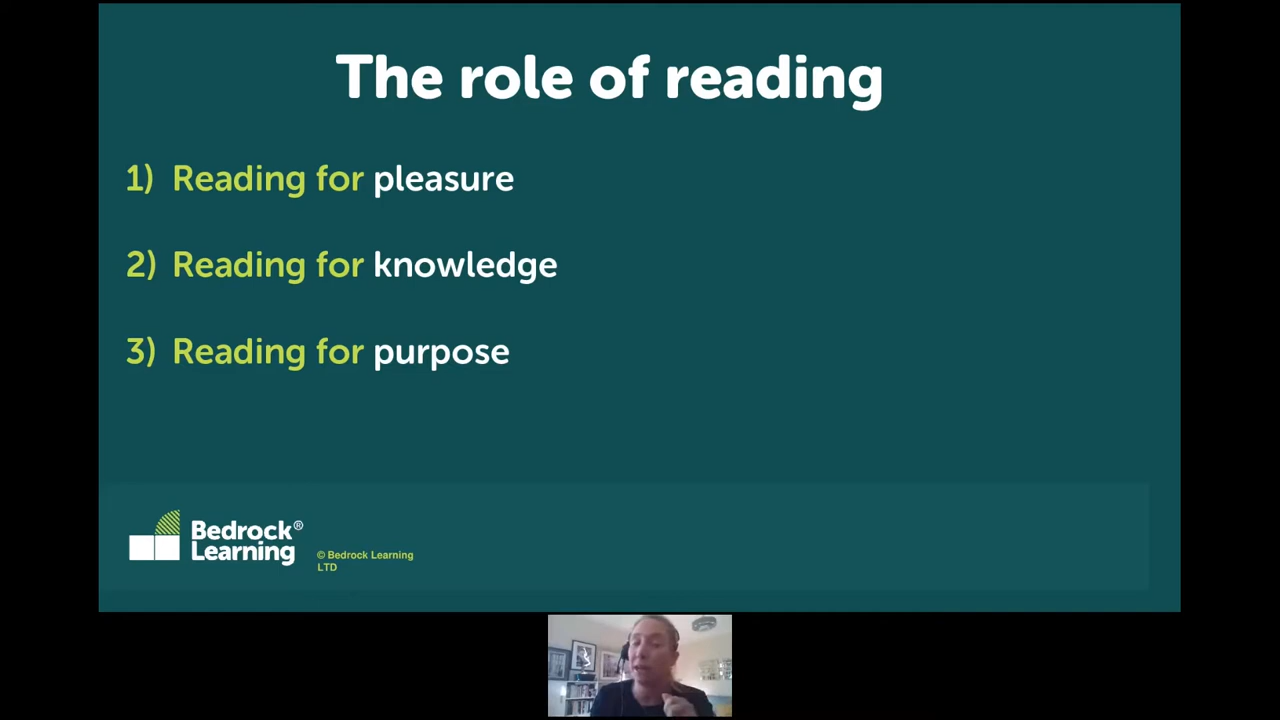 The role of reading
1) Reading for pleasure
2) Reading for knowledge
3) Reading for purpose
Bedrock®
Learning
© Bedrock Learning
LTD